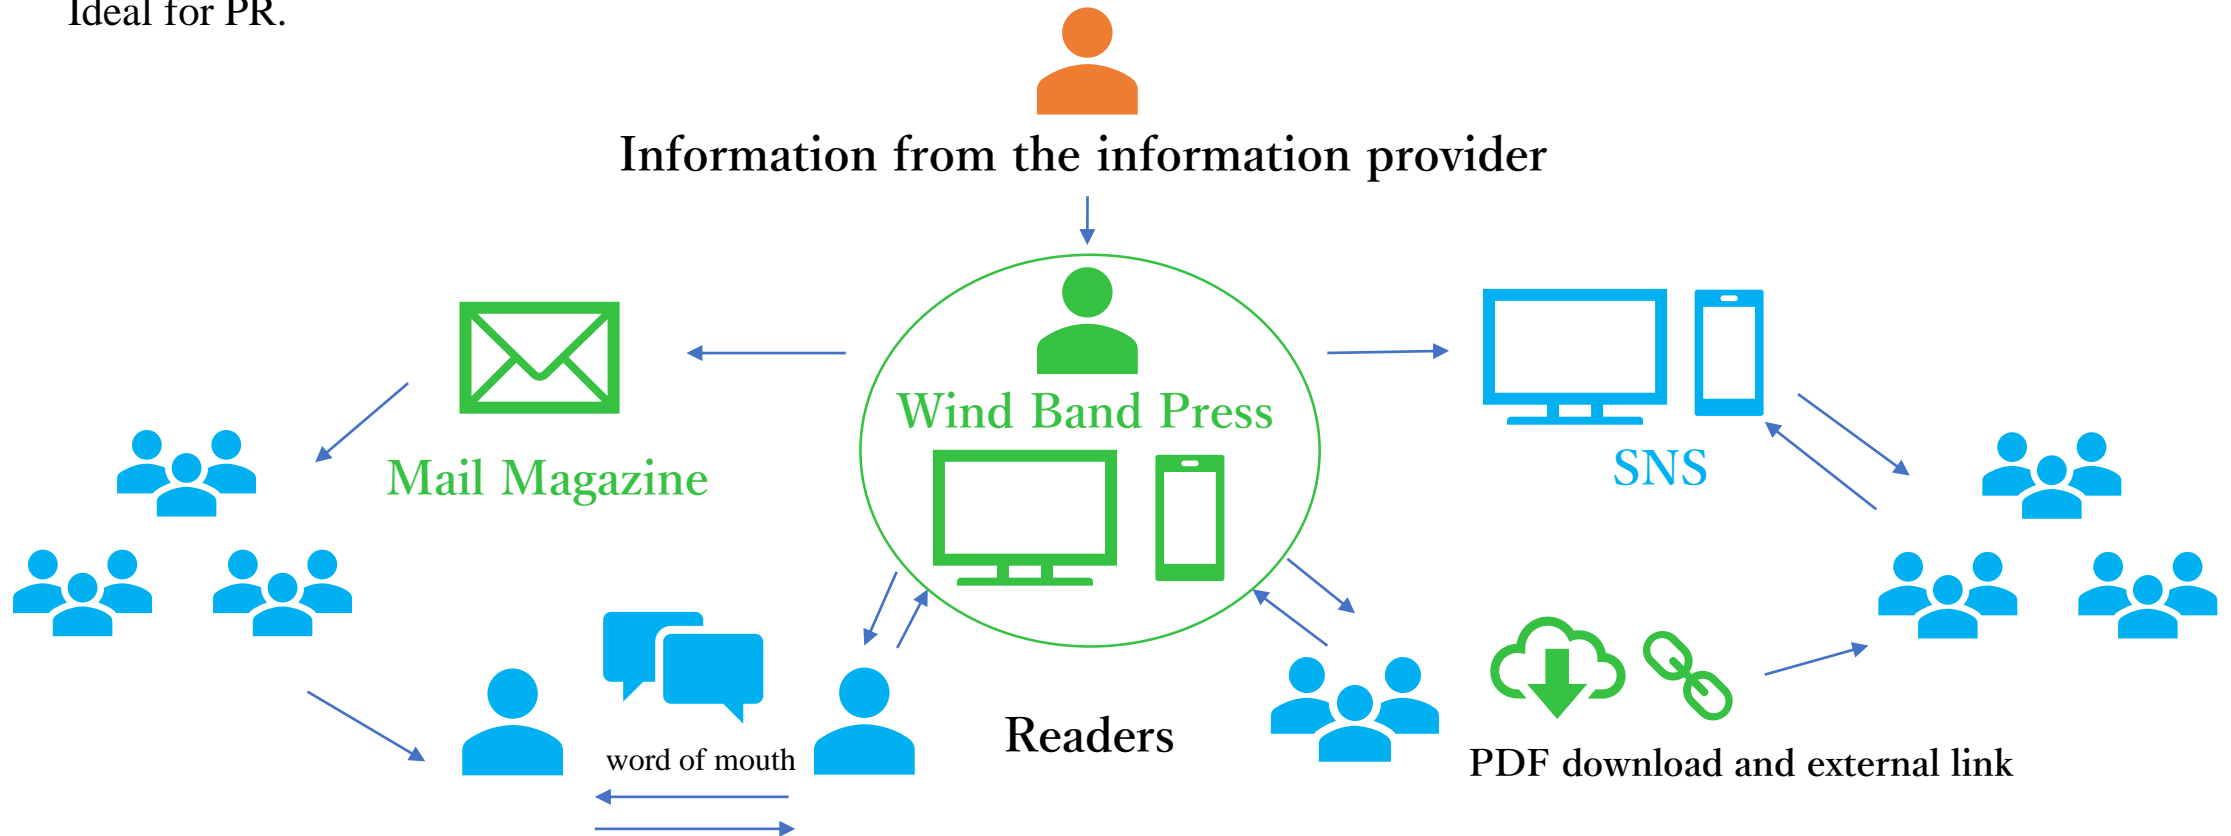 Ideal for PR.
Information from the information provider
Wind Band Press
Mail Magazine
SNS
word of mouth
Readers
PDF download and external link